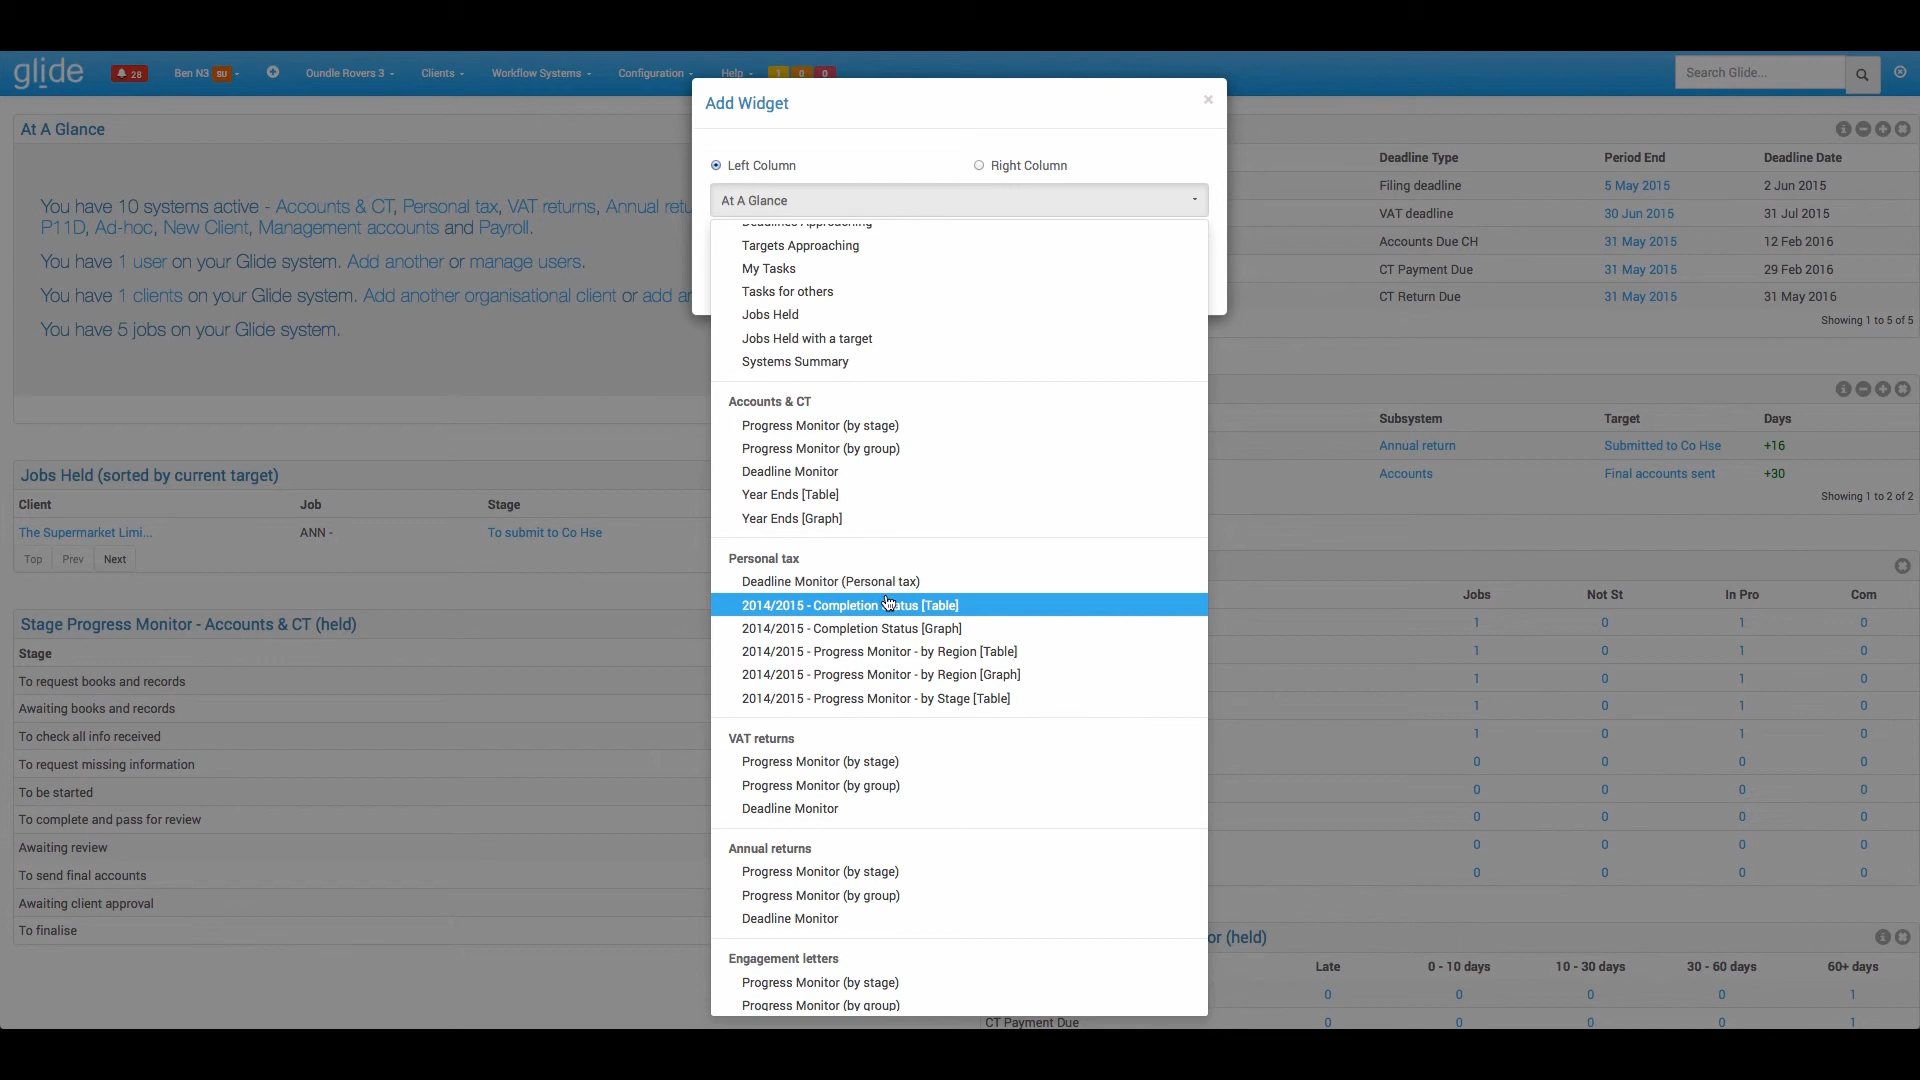 glide
28
Ben N3 SU
Oundle Rovers 3
Clients
Workflow Systems
Configuration
Help
1 0 0
Search Glide...
Add Widget
Left Column
Right Column
At A Glance
Targets Approaching
My Tasks
Tasks for others
Jobs Held
Jobs Held with a target
Systems Summary
Accounts & CT
Progress Monitor (by stage)
Progress Monitor (by group)
Deadline Monitor
Year Ends [Table]
Year Ends [Graph]
Personal tax
Deadline Monitor (Personal tax)
2014/2015 - Completion [Table]
2014/2015 - Completion Status [Graph]
2014/2015 - Progress Monitor - by Region [Table]
2014/2015 - Progress Monitor - by Region [Graph]
2014/2015 - Progress Monitor - by Stage [Table]
VAT returns
Progress Monitor (by stage)
Progress Monitor (by group)
Deadline Monitor
Annual returns
Progress Monitor (by stage)
Progress Monitor (by group)
Deadline Monitor
Engagement letters
Progress Monitor (by stage)
Progress Monitor (by group)
At A Glance
You have 10 systems active - Accounts & CT, Personal tax, VAT returns, Annual retu
P11D, Ad-hoc, New Client, Management accounts and Payroll.
You have 1 user on your Glide system. Add another or manage users.
You have 1 clients on your Glide system. Add another organisational client or add ar
You have 5 jobs on your Glide system.
Jobs Held (sorted by current target)
Client Job Stage
The Supermarket Limi... ANN - To submit to Co Hse
Top Prev Next
Stage Progress Monitor - Accounts & CT (held)
Stage
To request books and records
Awaiting books and records
To check all info received
To request missing information
To be started
To complete and pass for review
Awaiting review
To send final accounts
Awaiting client approval
To finalise
Deadline Type Period End Deadline Date
Filing deadline 5 May 2015 2 Jun 2015
VAT deadline 30 Jun 2015 31 Jul 2015
Accounts Due CH 31 May 2015 12 Feb 2016
CT Payment Due 31 May 2015 29 Feb 2016
CT Return Due 31 May 2015 31 May 2016
Showing 1 to 5 of 5
Subsystem Target Days
Annual return Submitted to Co Hse +16
Accounts Final accounts sent +30
Showing 1 to 2 of 2
Jobs Not St In Pro Com
1 0 1 0
1 0 1 0
1 0 1 0
1 0 1 0
1 0 1 0
0 0 0 0
0 0 0 0
0 0 0 0
0 0 0 0
0 0 0 0
or (held)
Late 0 - 10 days 10 - 30 days 30 - 60 days 60+ days
0 0 0 0 1
CT Payment Due 0 0 0 0 1